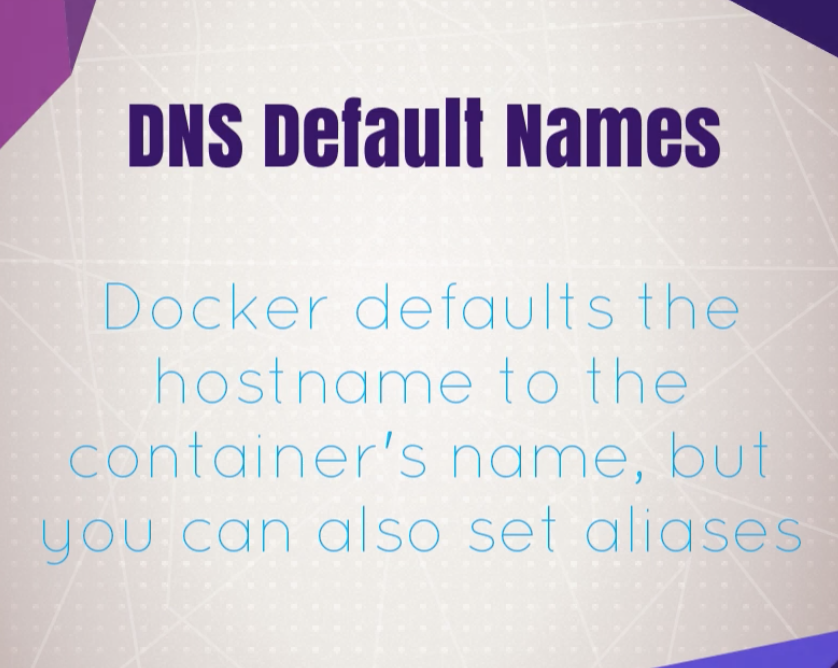 DNS Default Names
Docker defaults the
hostname to the
container's name, but
you can also set aliases